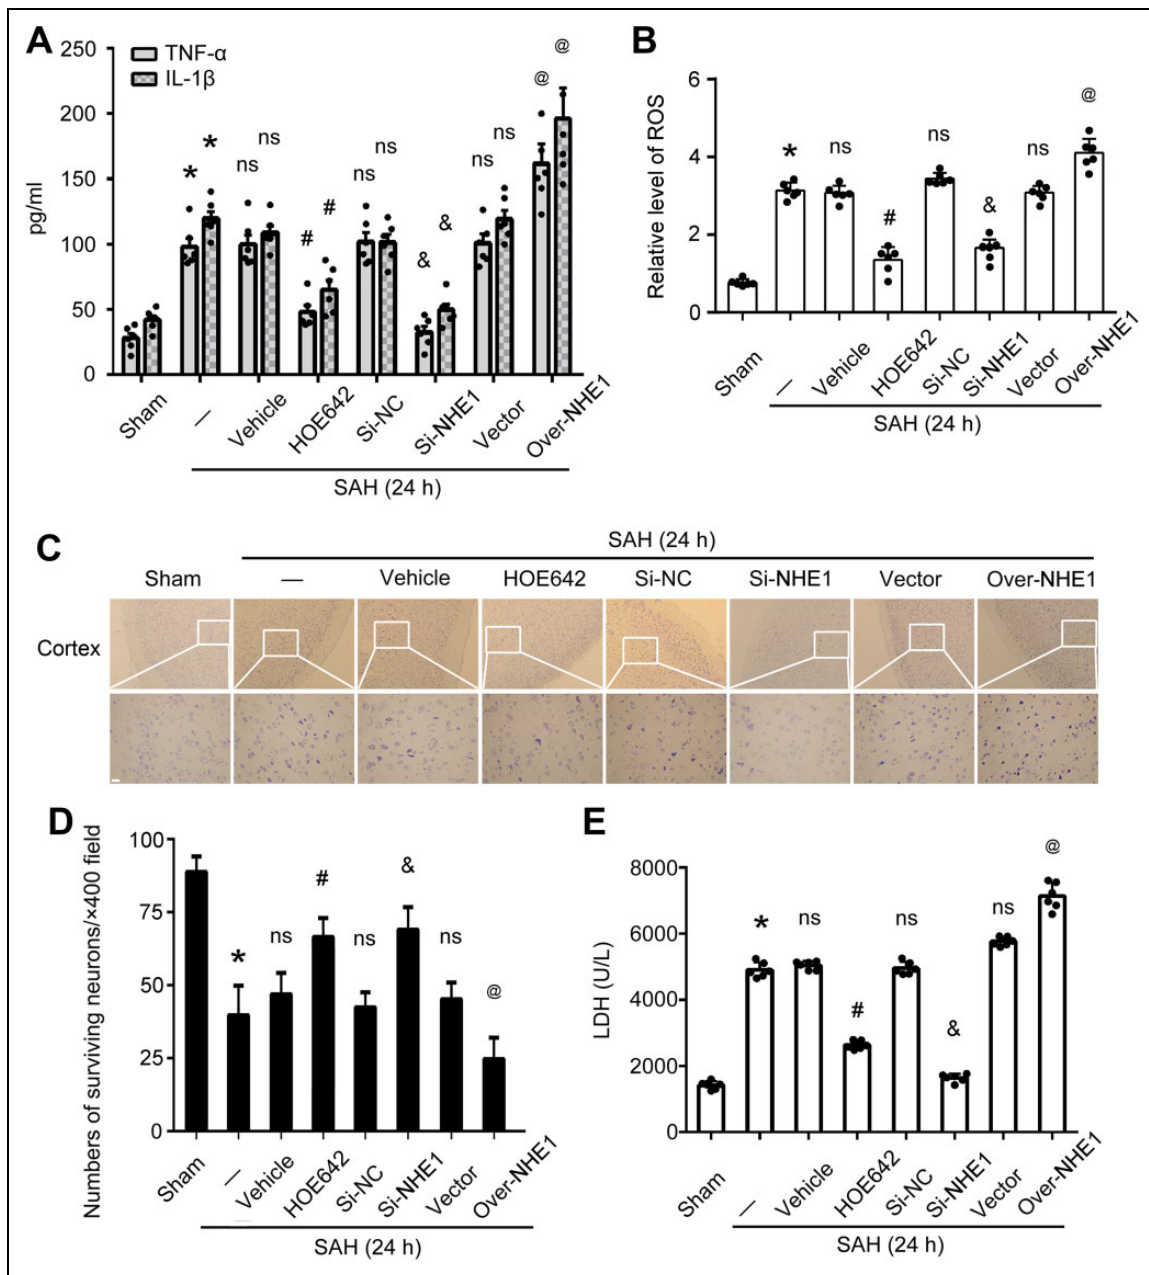 A
250
200
150
100
50
0
pg/ml
TNF-α
IL-1β
* * ns ns # # ns ns & & ns ns @ @
Sham
—
Vehicle
HOE642
Si-NC
Si-NHE1
Vector
Over-NHE1
SAH (24 h)
B
6
4
2
0
Relative level of ROS
* ns # ns & ns @
Sham
—
Vehicle
HOE642
Si-NC
Si-NHE1
Vector
Over-NHE1
SAH (24 h)
C
SAH (24 h)
Sham — Vehicle HOE642 Si-NC Si-NHE1 Vector Over-NHE1
Cortex
D
100
75
50
25
0
Numbers of surviving neurons/×400 field
* ns # ns & ns @
Sham
—
Vehicle
HOE642
Si-NC
Si-NHE1
Vector
Over-NHE1
SAH (24 h)
E
8000
6000
4000
2000
0
LDH (U/L)
* ns # ns & ns @
Sham
—
Vehicle
HOE642
Si-NC
Si-NHE1
Vector
Over-NHE1
SAH (24 h)